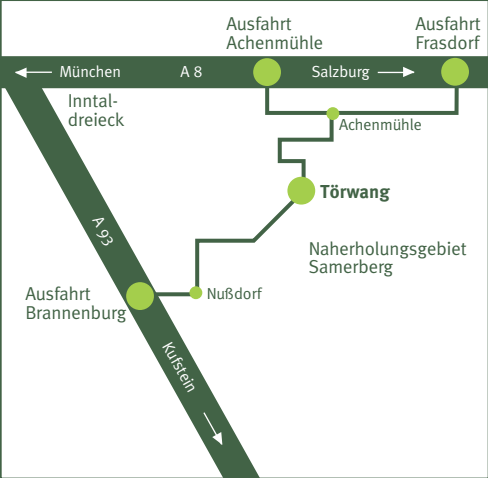 Ausfahrt
Achenmühle
Ausfahrt
Frasdorf
München
A 8
Salzburg
Inntal-
dreieck
Achenmühle
Törwang
A 93
Naherholungsgebiet
Samerberg
Ausfahrt
Brannenburg
Nußdorf
Kufstein